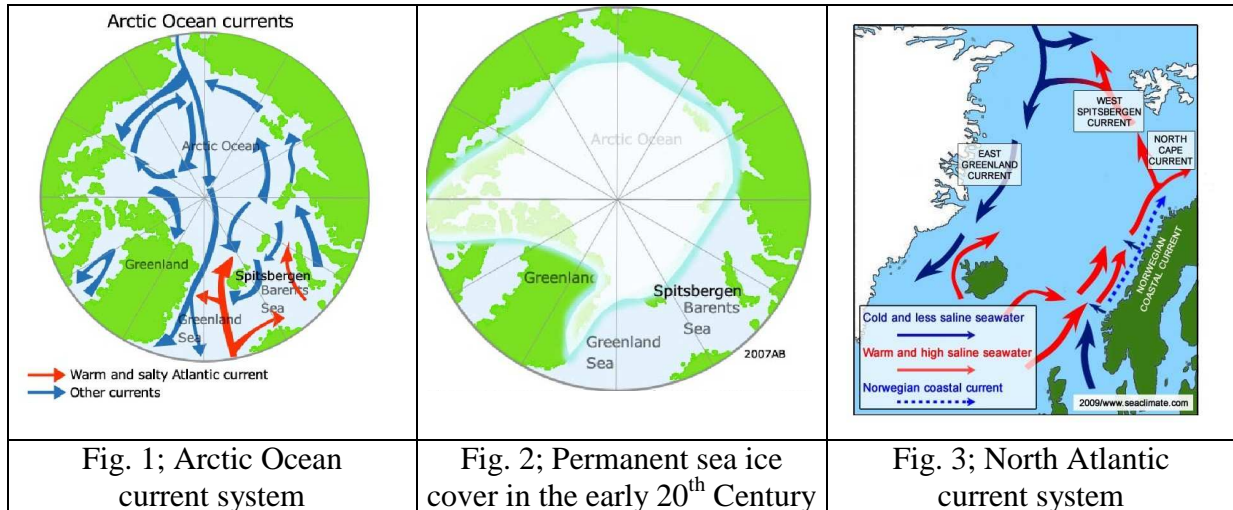 Arctic Ocean currents
Arctic Ocean
Greenland
Spitsbergen
Barents
Sea
Greenland
Sea
Warm and salty Atlantic current
Other currents
Arctic Ocean
Greenland
Spitsbergen
Barents
Sea
Greenland
Sea
2007AB
WEST
SPITSBERGEN
CURRENT
NORTH
CAPE
CURRENT
EAST
GREENLAND
CURRENT
NORWEGIAN
COASTAL CURRENT
Cold and less saline seawater
Warm and high saline seawater
Norwegian coastal current
2009/www.seaclimate.com
Fig. 1; Arctic Ocean
current system
Fig. 2; Permanent sea ice
cover in the early 20th Century
Fig. 3; North Atlantic
current system